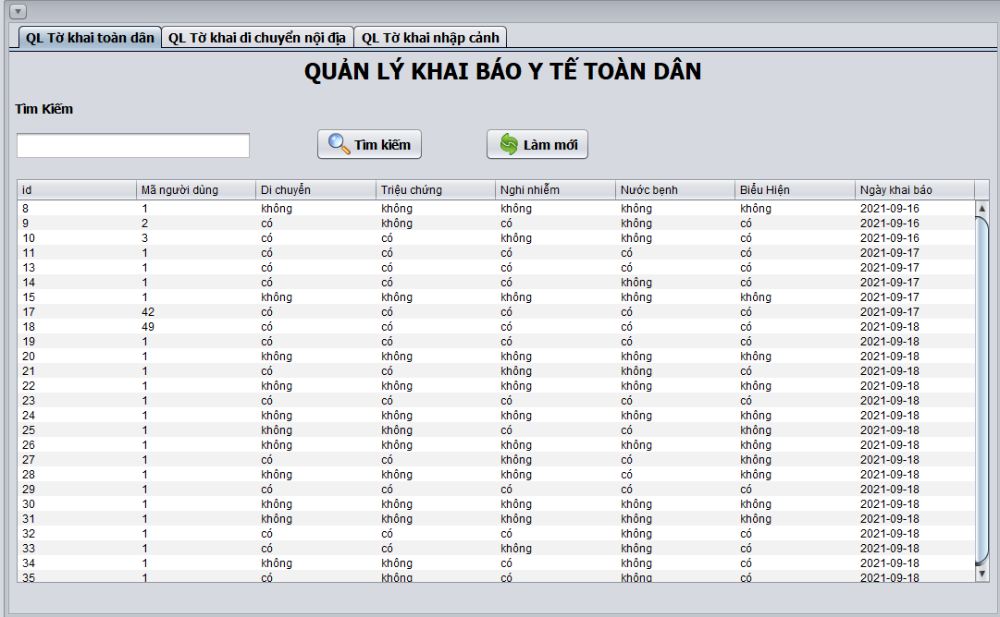 QL Tờ khai toàn dân QL Tờ khai di chuyển nội địa QL Tờ khai nhập cảnh
QUẢN LÝ KHAI BÁO Y TẾ TOÀN DÂN
Tìm Kiếm
Tìm kiếm Làm mới
id Mã người dùng Di chuyển Triệu chứng Nghi nhiễm Nước bệnh Biểu Hiện Ngày khai báo
8 1 không không không không không 2021-09-16
9 2 có không có không có 2021-09-16
10 3 có có không không có 2021-09-16
11 1 có có có có có 2021-09-17
13 1 có có có có có 2021-09-17
14 1 có có có không có 2021-09-17
15 1 không không không không không 2021-09-17
17 42 có có có có có 2021-09-17
18 49 có có có có có 2021-09-18
19 1 có có có có có 2021-09-18
20 1 không không không không không 2021-09-18
21 1 có có không không có 2021-09-18
22 1 không không không không không 2021-09-18
23 1 có có có có có 2021-09-18
24 1 không không không không không 2021-09-18
25 1 không không có có không 2021-09-18
26 1 không không không không không 2021-09-18
27 1 có có không có không 2021-09-18
28 1 không không không có không 2021-09-18
29 1 có có có có có 2021-09-18
30 1 không không không không không 2021-09-18
31 1 không không không không không 2021-09-18
32 1 có có có không có 2021-09-18
33 1 có có không không có 2021-09-18
34 1 không không có không có 2021-09-18
35 1 có không có không có 2021-09-18